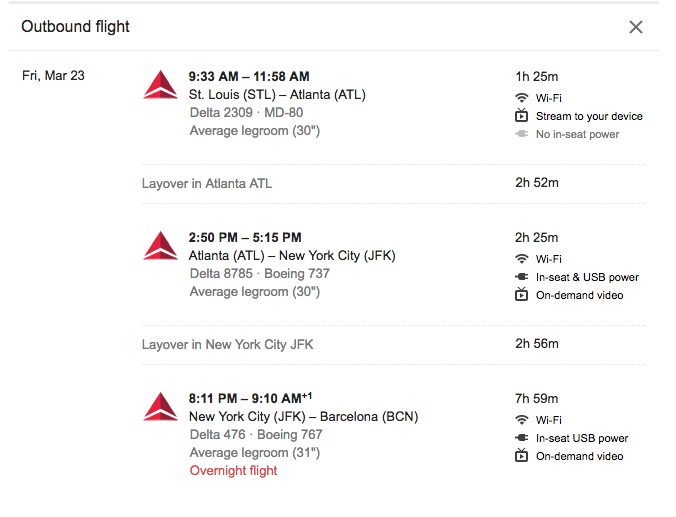 Outbound flight
Fri, Mar 23
9:33 AM – 11:58 AM
1h 25m
St. Louis (STL) – Atlanta (ATL)
Wi-Fi
Delta 2309 · MD-80
Stream to your device
Average legroom (30")
No in-seat power
Layover in Atlanta ATL
2h 52m
2:50 PM – 5:15 PM
2h 25m
Atlanta (ATL) – New York City (JFK)
Wi-Fi
Delta 8785 · Boeing 737
In-seat & USB power
Average legroom (30")
On-demand video
Layover in New York City JFK
2h 56m
8:11 PM – 9:10 AM+1
7h 59m
New York City (JFK) – Barcelona (BCN)
Wi-Fi
Delta 476 · Boeing 767
In-seat USB power
Average legroom (31")
On-demand video
Overnight flight